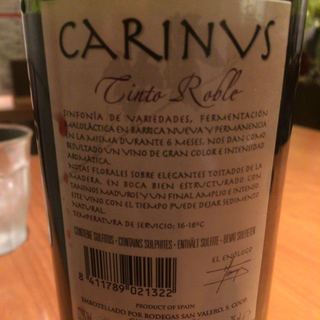 CARINVS
Tinto Roble
SINFONÍA DE VARIEDADES, FERMENTACIÓN
MALOLÁCTICA EN BARRICA NUEVA Y PERMANENCIA
EN LA MISMA DURANTE 6 MESES, NOS DAN COMO
RESULTADO UN VINO DE GRAN COLOR E INTENSIDAD
AROMÁTICA.
NOTAS FLORALES SOBRE ELEGANTES TOSTADOS DE LA
MADERA, EN BOCA BIEN ESTRUCTURADO, CON
TANINOS MADUROS Y UN FINAL AMPLIO E INTENSO.
ESTE VINO CON EL TIEMPO PUEDE DEJAR SEDIMENTO
NATURAL.
TEMPERATURA DE SERVICIO: 16-18ºC
CONTIENE SULFITOS - CONTAINS SULPHITES - ENTHÄLT SULFITE
EL ENÓLOGO
8 411789 021322
PRODUCT OF SPAIN
EMBOTELLADO POR BODEGAS SAN VALERO, S. COOP.